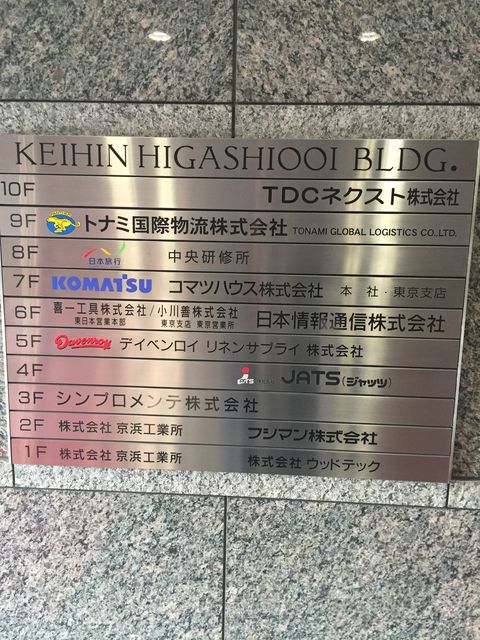 KEIHIN HIGASHIOOI BLDG.
10F TDCネクスト株式会社
9F トナミ国際物流株式会社 TONAMI GLOBAL LOGISTICS CO.,LTD.
8F 日本旅行 中央研修所
7F KOMATSU コマツハウス株式会社 本社・東京支店
6F 喜一工具株式会社/小川善株式会社 日本情報通信株式会社
東日本営業本部 東京支店 東京営業所
5F Davenroy デイベンロイ リネンサプライ 株式会社
4F JATS(ジャッツ)
3F シンプロメンテ株式会社
2F 株式会社 京浜工業所 フジマン株式会社
1F 株式会社 京浜工業所 株式会社 ウッドテック